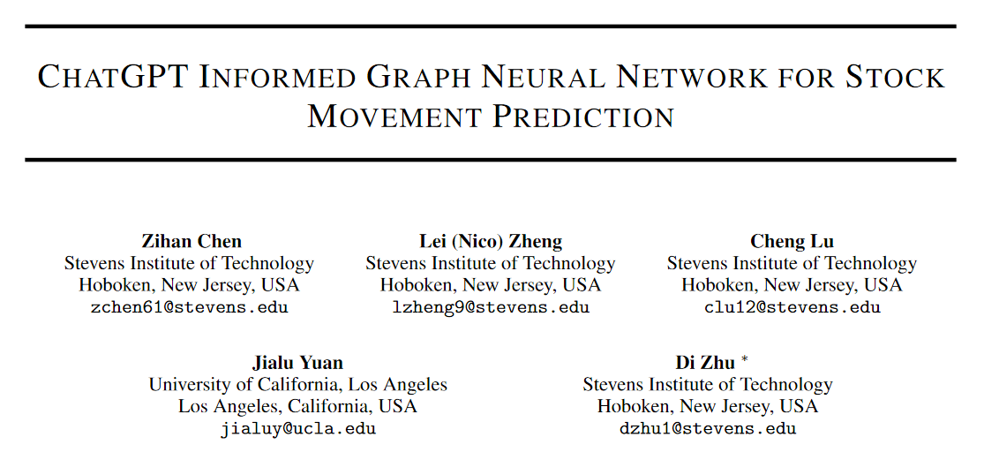 CHATGPT INFORMED GRAPH NEURAL NETWORK FOR STOCK
MOVEMENT PREDICTION
Zihan Chen
Stevens Institute of Technology
Hoboken, New Jersey, USA
zchen61@stevens.edu
Lei (Nico) Zheng
Stevens Institute of Technology
Hoboken, New Jersey, USA
lzheng9@stevens.edu
Cheng Lu
Stevens Institute of Technology
Hoboken, New Jersey, USA
clu12@stevens.edu
Jialu Yuan
University of California, Los Angeles
Los Angeles, California, USA
jialuy@ucla.edu
Di Zhu *
Stevens Institute of Technology
Hoboken, New Jersey, USA
dzhu1@stevens.edu